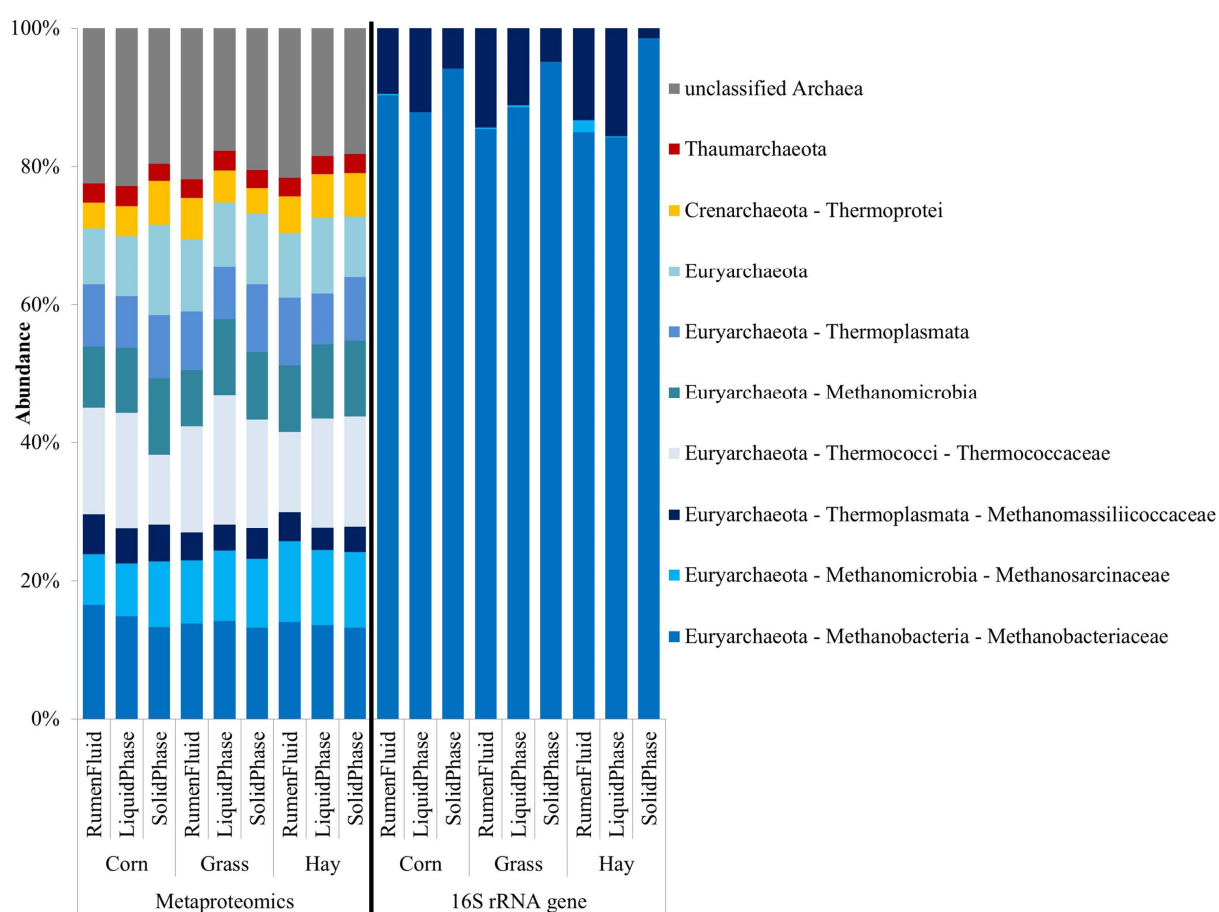 100%
80%
60%
40%
20%
0%
Abundance
RumenFluid
LiquidPhase
SolidPhase
RumenFluid
LiquidPhase
SolidPhase
RumenFluid
LiquidPhase
SolidPhase
RumenFluid
LiquidPhase
SolidPhase
RumenFluid
LiquidPhase
SolidPhase
RumenFluid
LiquidPhase
SolidPhase
Corn Grass Hay Corn Grass Hay
Metaproteomics 16S rRNA gene
unclassified Archaea
Thaumarchaeota
Crenarchaeota - Thermoprotei
Euryarchaeota
Euryarchaeota - Thermoplasmata
Euryarchaeota - Methanomicrobia
Euryarchaeota - Thermococci - Thermococcaceae
Euryarchaeota - Thermoplasmata - Methanomassiliicoccaceae
Euryarchaeota - Methanomicrobia - Methanosarcinaceae
Euryarchaeota - Methanobacteria - Methanobacteriaceae